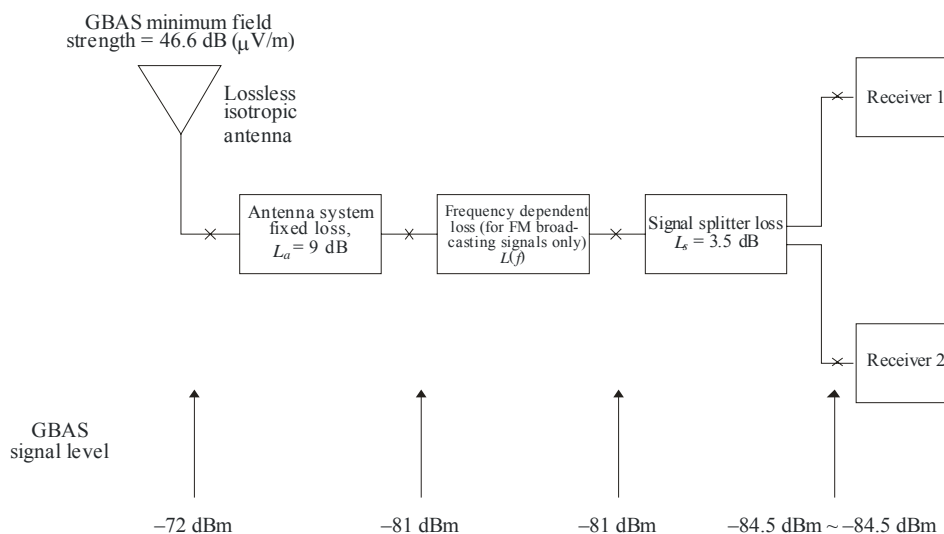 GBAS minimum field
strength = 46.6 dB (μV/m)
Lossless
isotropic
antenna
Receiver 1
Antenna system
fixed loss,
Lₐ = 9 dB
Frequency dependent
loss (for FM broad-
casting signals only)
L(f)
Signal splitter loss
Lₛ = 3.5 dB
Receiver 2
GBAS
signal level
–72 dBm
–81 dBm
–81 dBm
–84.5 dBm ~ –84.5 dBm